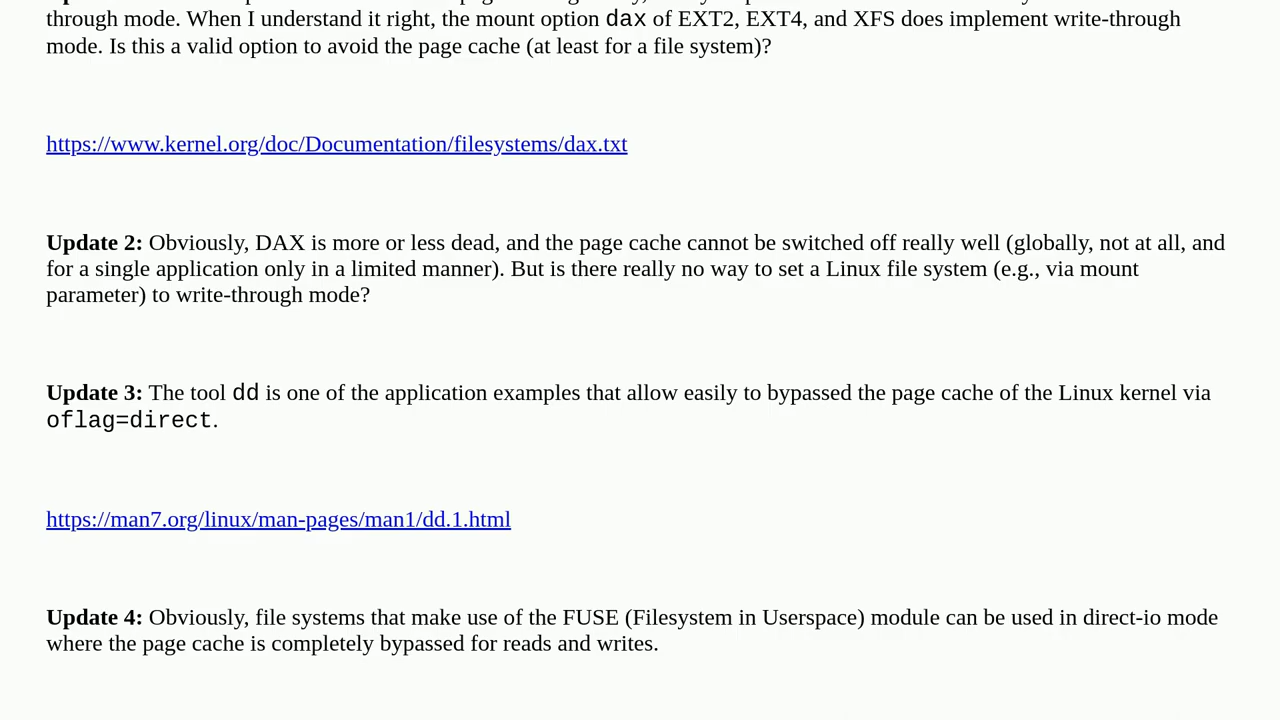 through mode. When I understand it right, the mount option dax of EXT2, EXT4, and XFS does implement write-through
mode. Is this a valid option to avoid the page cache (at least for a file system)?
https://www.kernel.org/doc/Documentation/filesystems/dax.txt
Update 2: Obviously, DAX is more or less dead, and the page cache cannot be switched off really well (globally, not at all, and
for a single application only in a limited manner). But is there really no way to set a Linux file system (e.g., via mount
parameter) to write-through mode?
Update 3: The tool dd is one of the application examples that allow easily to bypassed the page cache of the Linux kernel via
oflag=direct.
https://man7.org/linux/man-pages/man1/dd.1.html
Update 4: Obviously, file systems that make use of the FUSE (Filesystem in Userspace) module can be used in direct-io mode
where the page cache is completely bypassed for reads and writes.